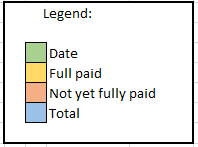 Legend:
Date
Full paid
Not yet fully paid
Total